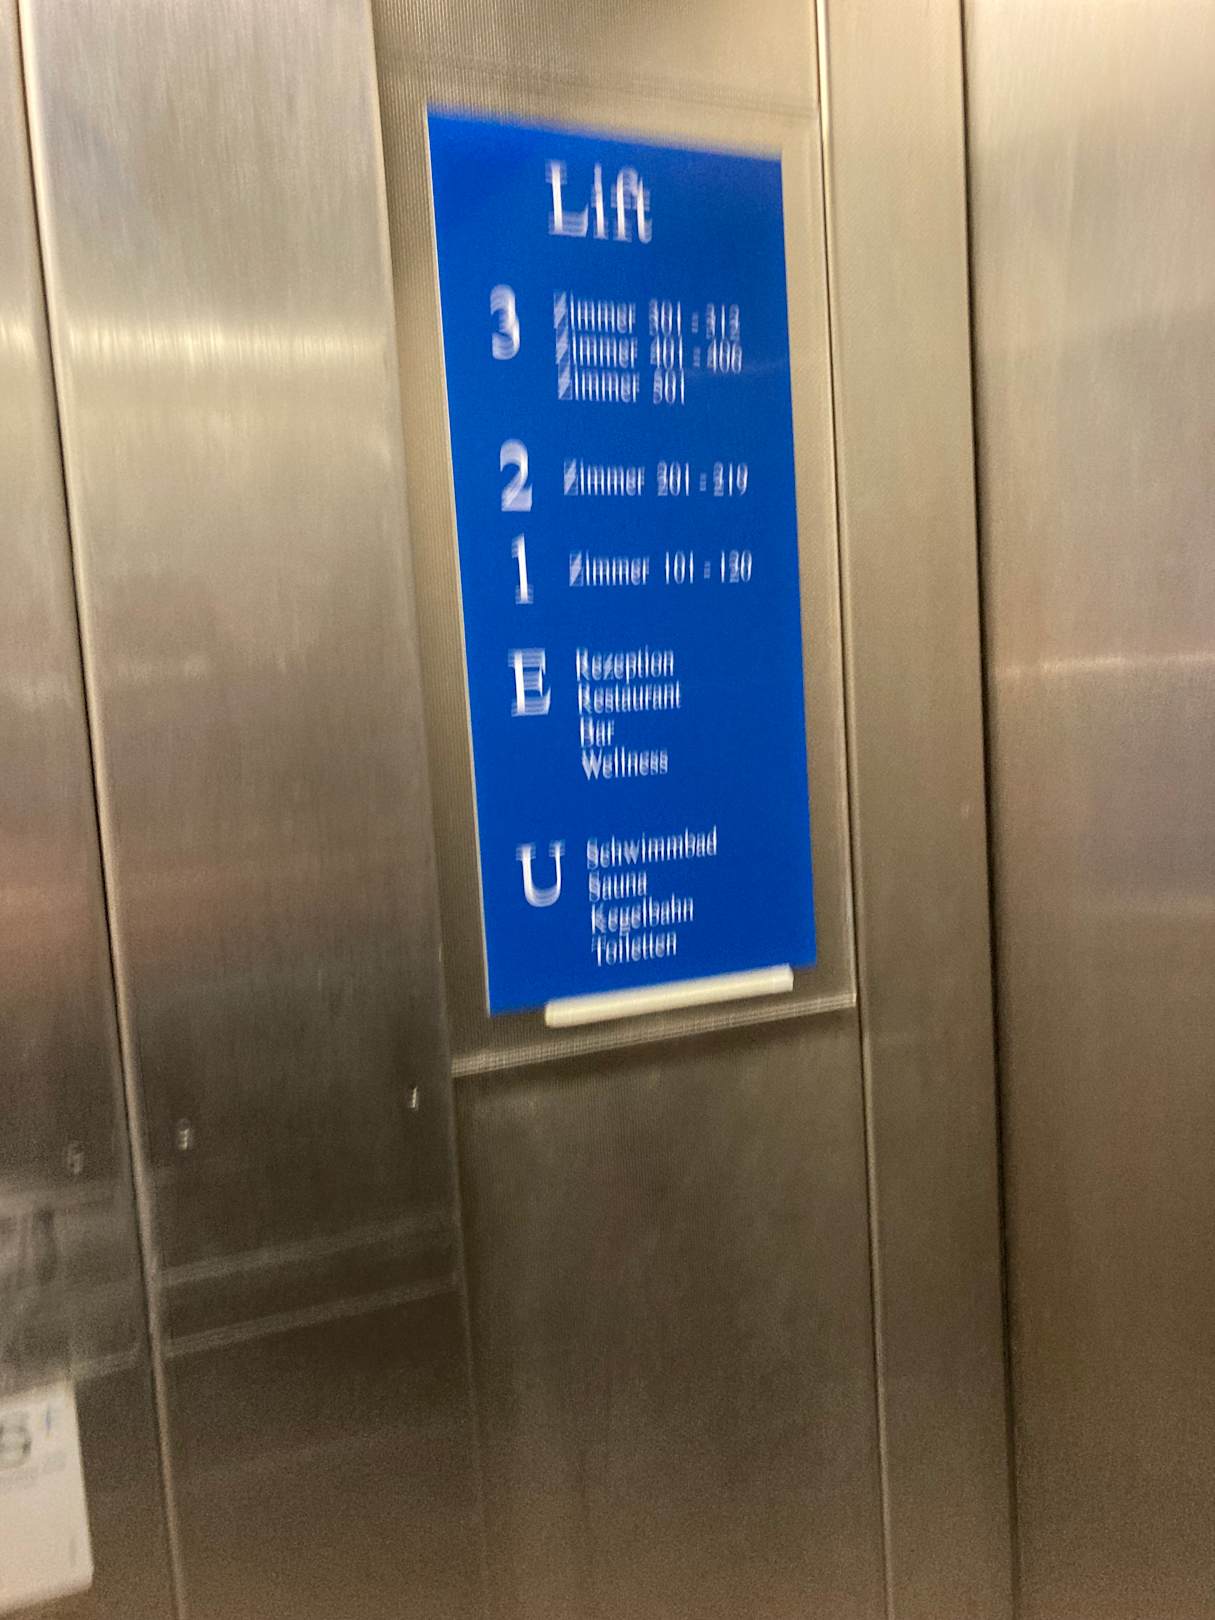 Lift
3 Zimmer 301 - 313
Zimmer 401 - 406
Zimmer 501
2 Zimmer 201 - 219
1 Zimmer 101 - 120
E Rezeption
Restaurant
Bar
Wellness
U Schwimmbad
Sauna
Kegelbahn
Toiletten